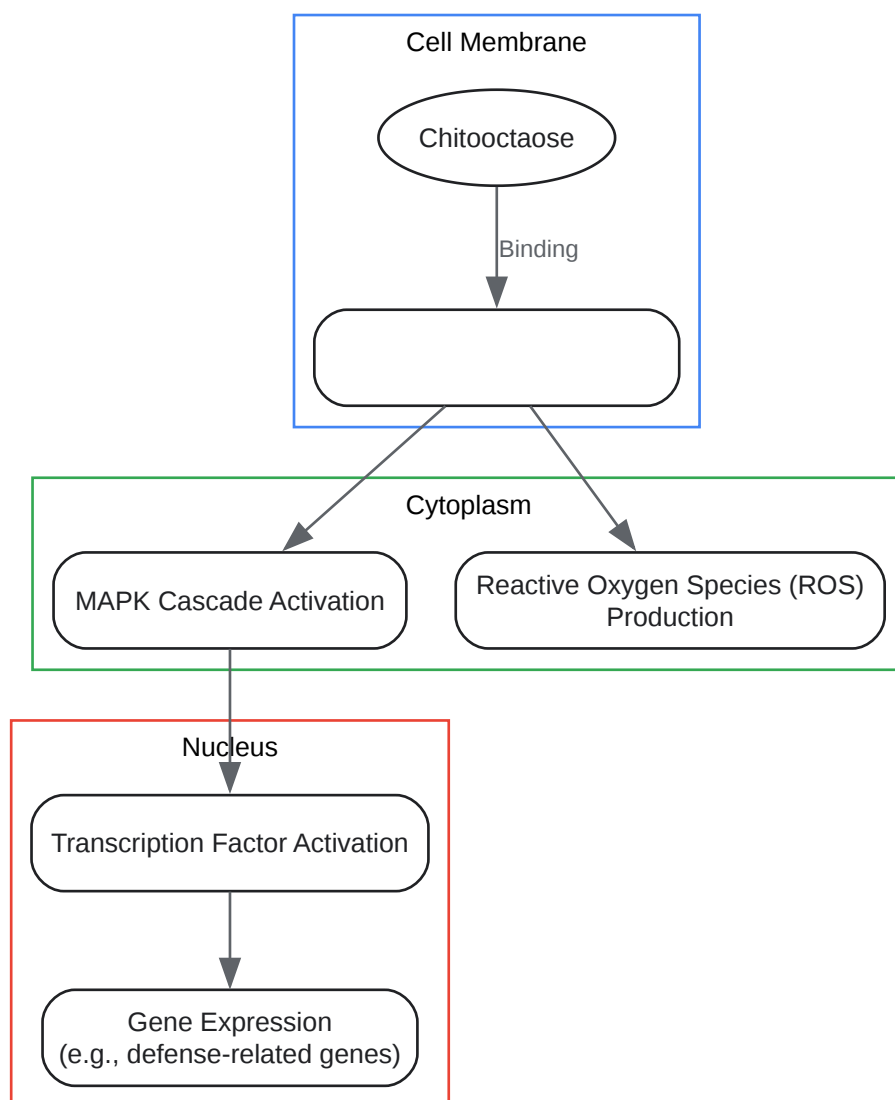 Cell Membrane
Chitooctaose
Binding
Cytoplasm
MAPK Cascade Activation
Reactive Oxygen Species (ROS)
Production
Nucleus
Transcription Factor Activation
Gene Expression
(e.g., defense-related genes)